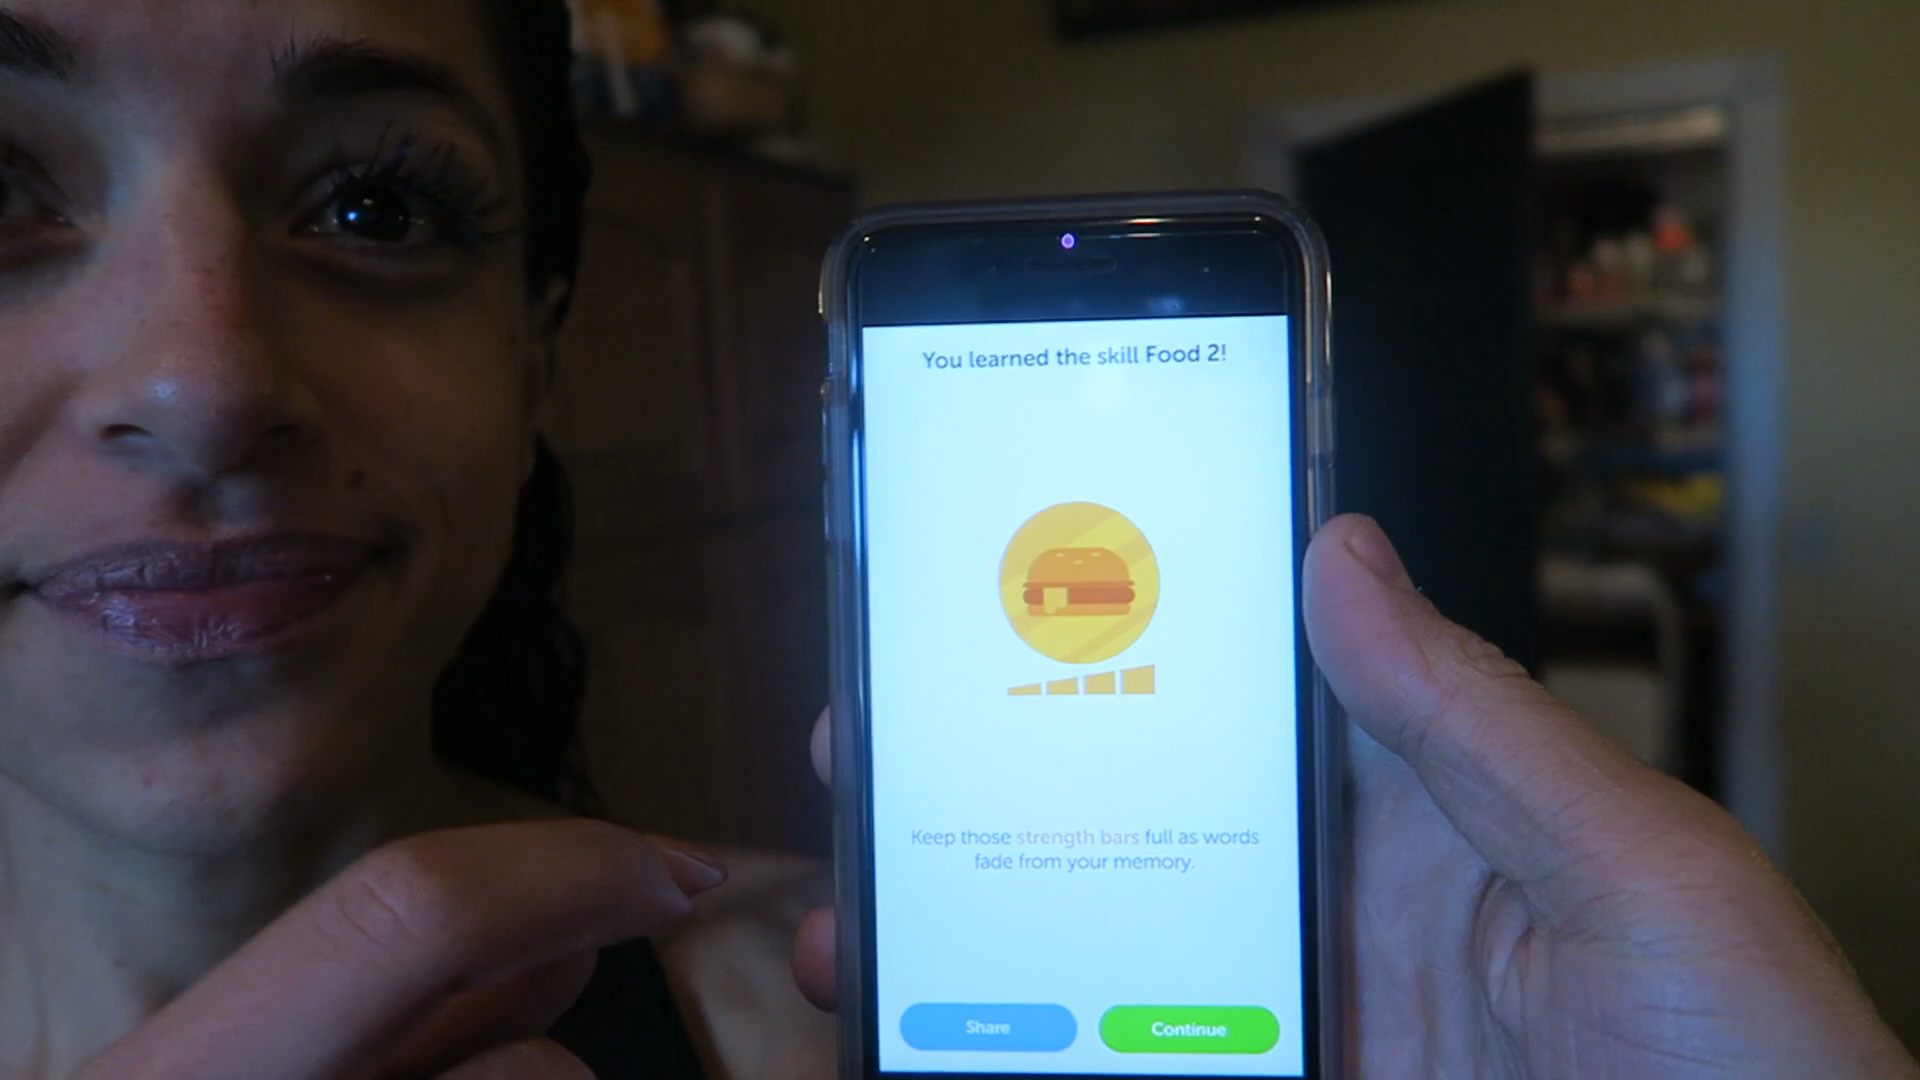 You learned the skill Food 2!
Keep those strength bars full as words
fade from your memory.
Share
Continue